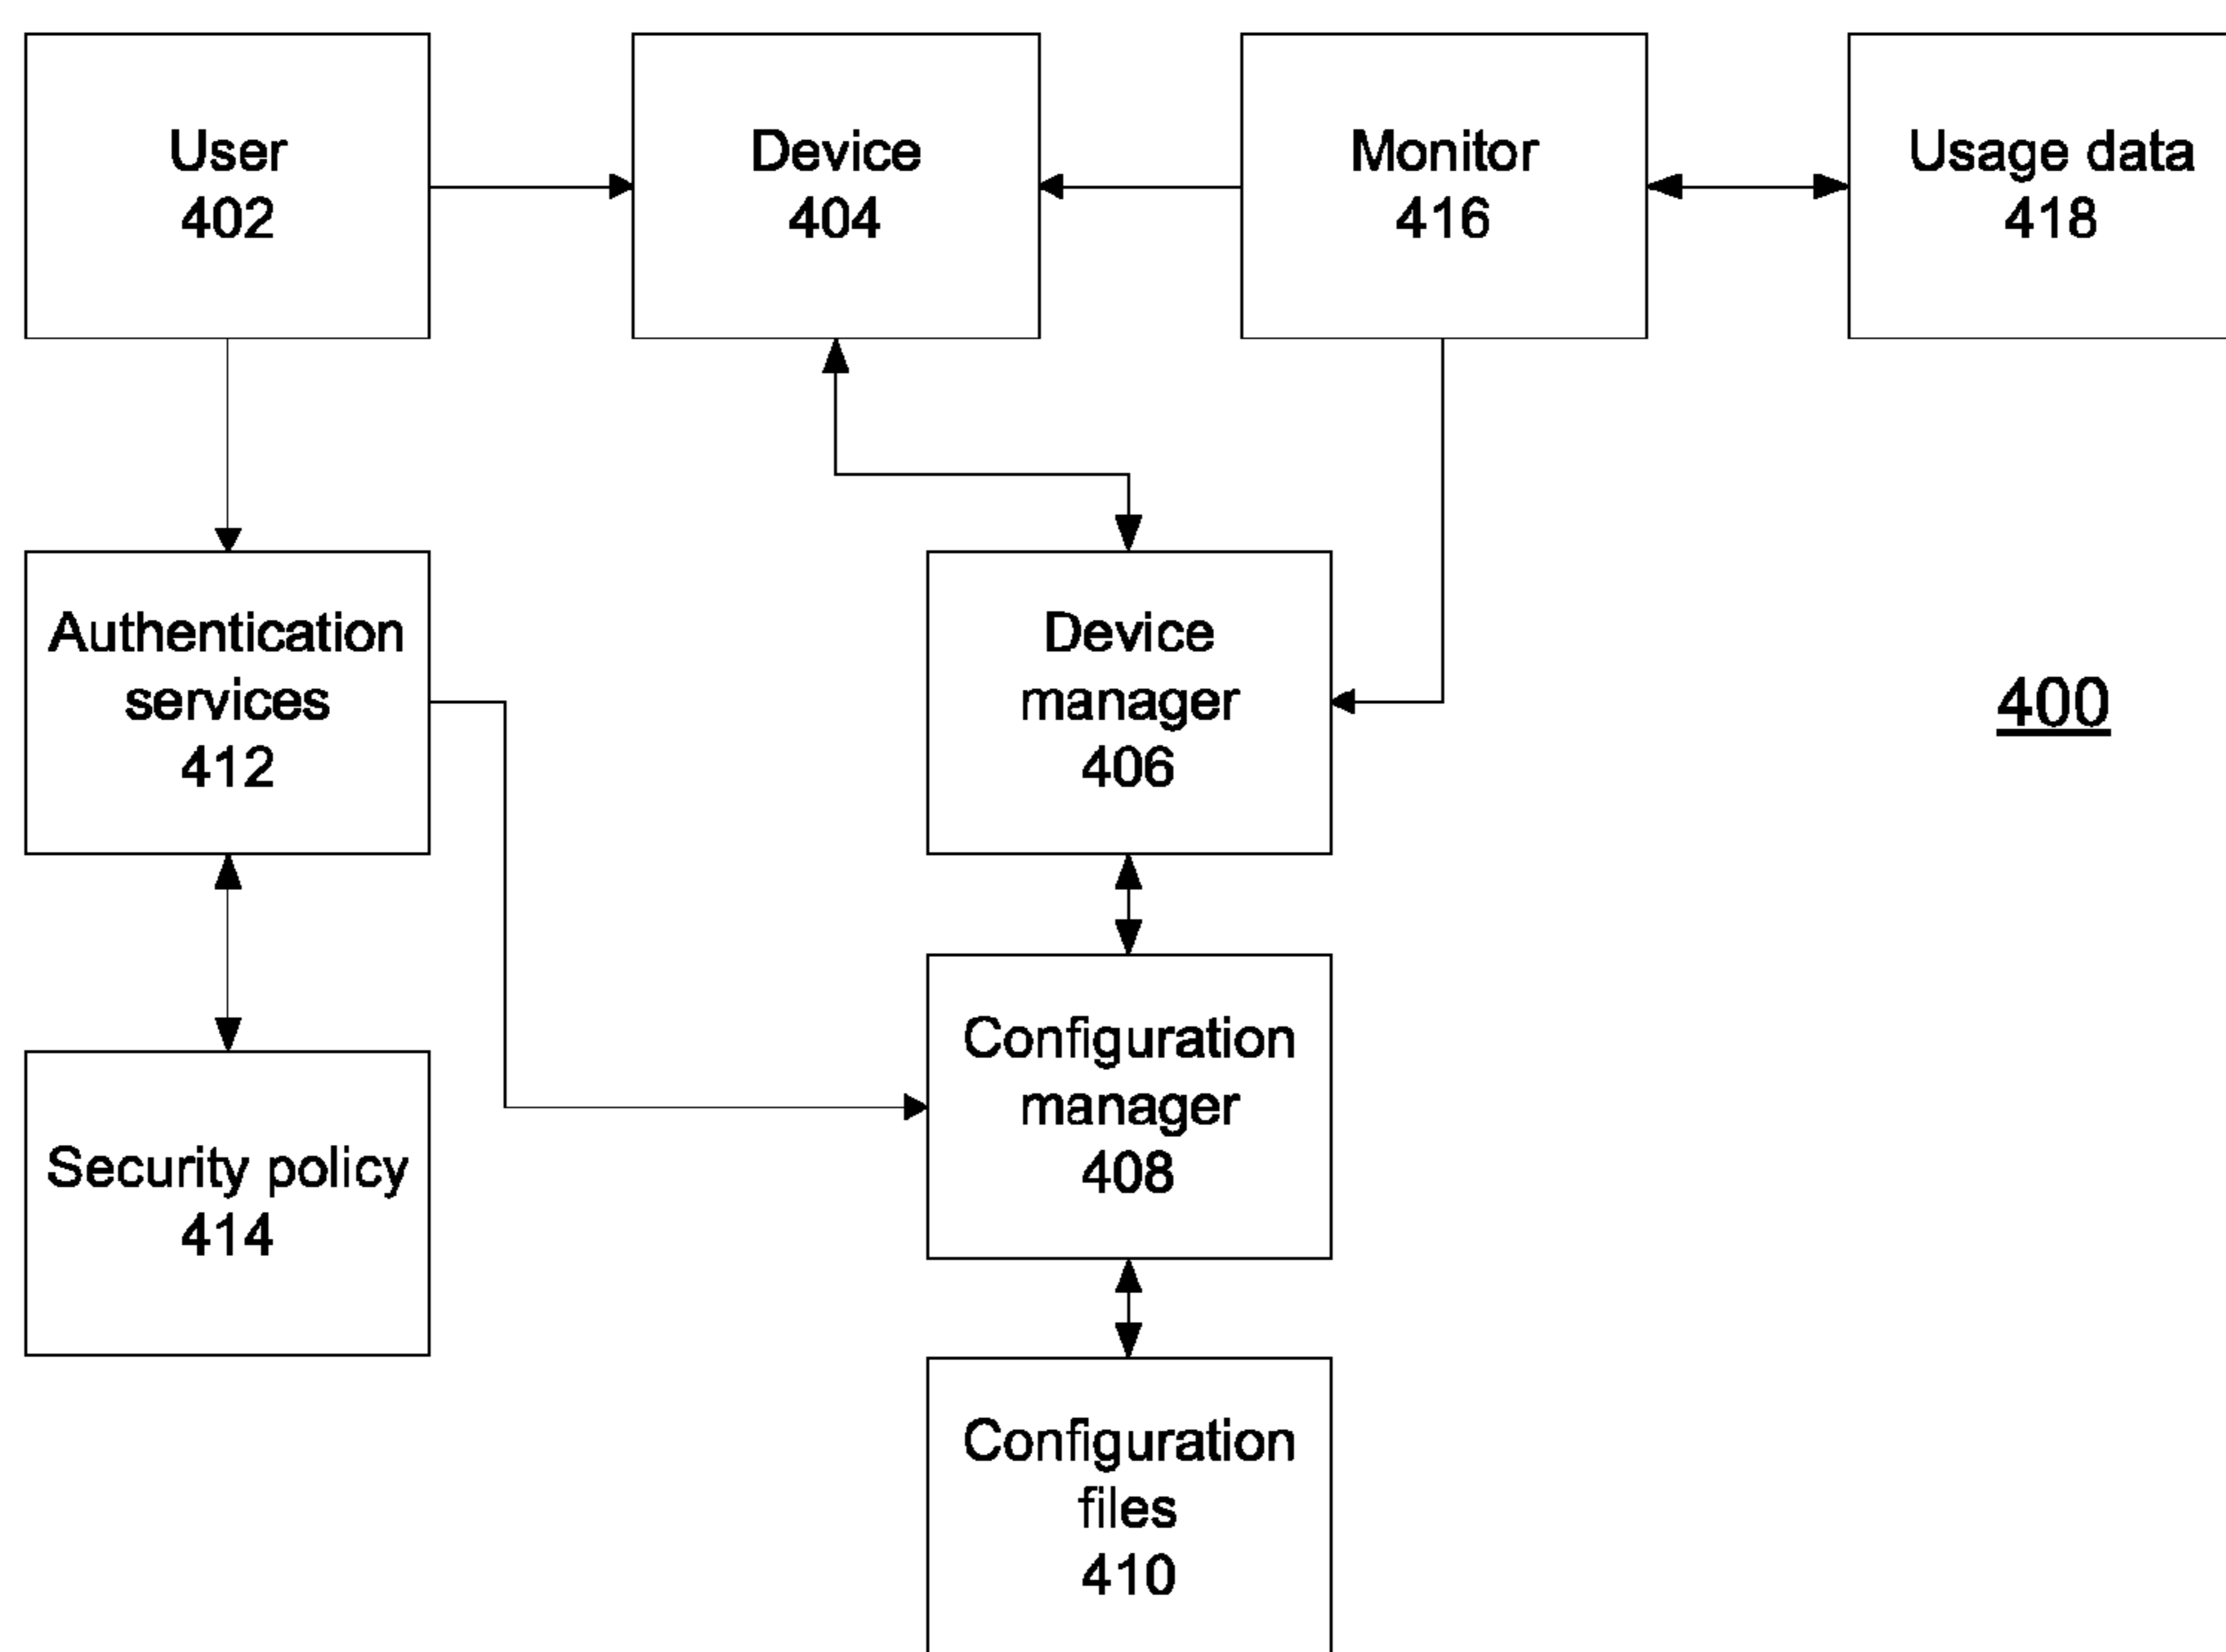 User
402
Device
404
Monitor
416
Usage data
418
Authentication
services
412
Device
manager
406
400
Configuration
manager
408
Security policy
414
Configuration
files
410